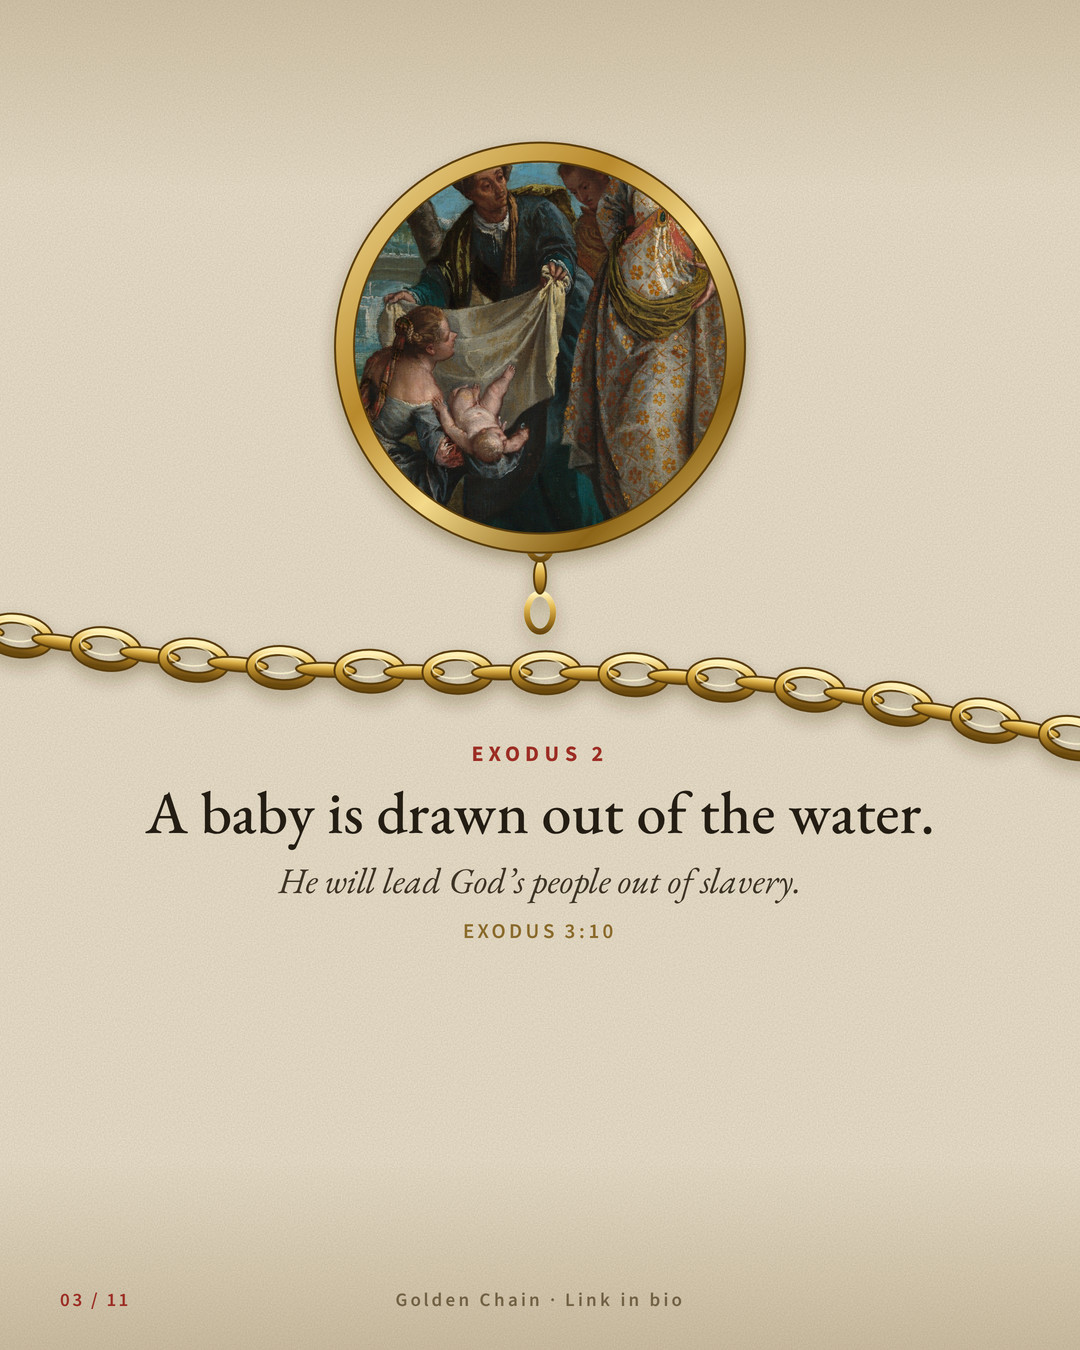 EXODUS 2
A baby is drawn out of the water.
He will lead God’s people out of slavery.
EXODUS 3:10
03 / 11
Golden Chain · Link in bio